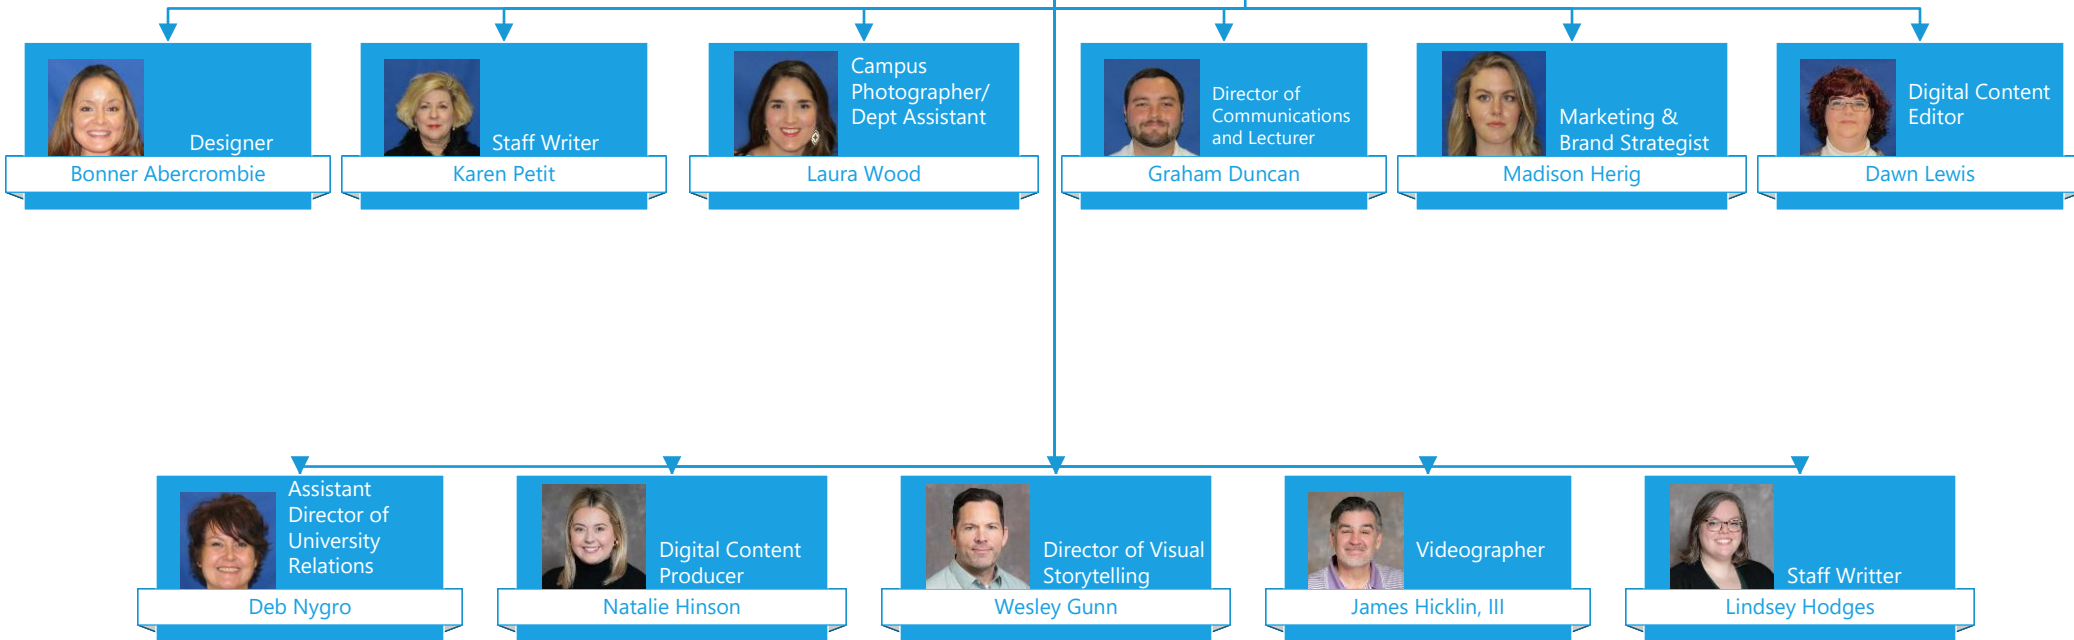 Designer
Bonner Abercrombie
Staff Writer
Karen Petit
Campus
Photographer/
Dept Assistant
Laura Wood
Director of
Communications
and Lecturer
Graham Duncan
Marketing &
Brand Strategist
Madison Herig
Digital Content
Editor
Dawn Lewis
Assistant
Director of
University
Relations
Deb Nygro
Digital Content
Producer
Natalie Hinson
Director of Visual
Storytelling
Wesley Gunn
Videographer
James Hicklin, III
Staff Writter
Lindsey Hodges